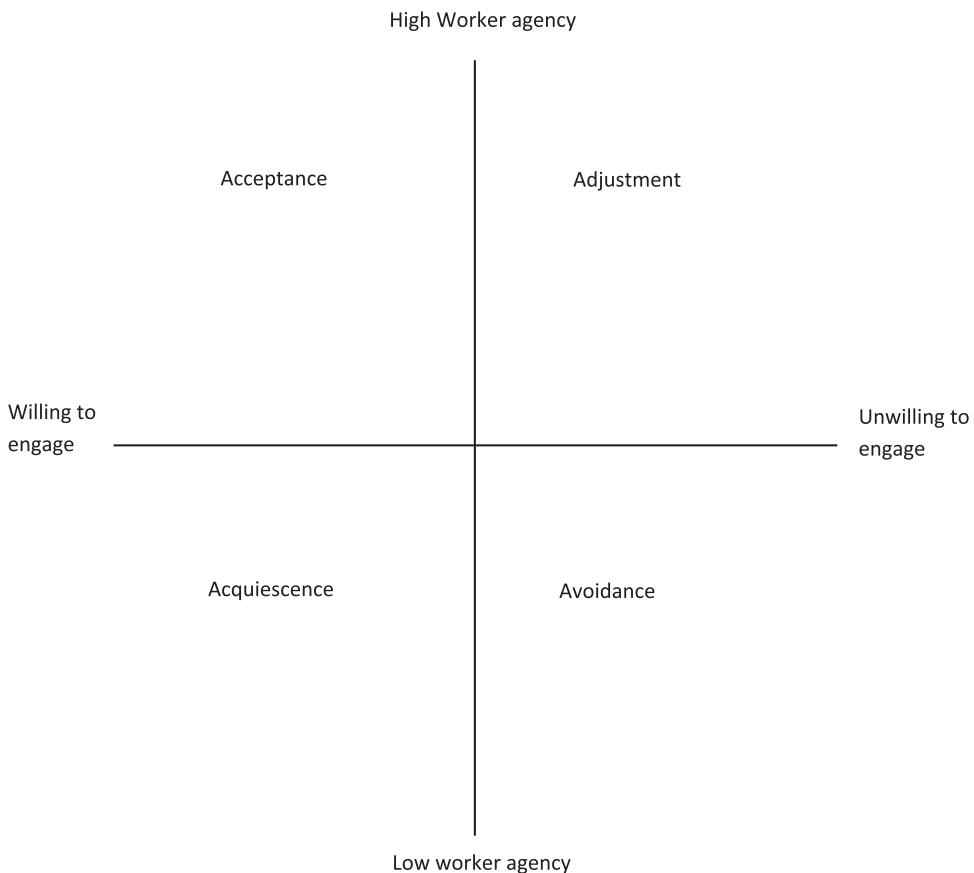 High Worker agency
Acceptance
Adjustment
Willing to
engage
Unwilling to
engage
Acquiescence
Avoidance
Low worker agency